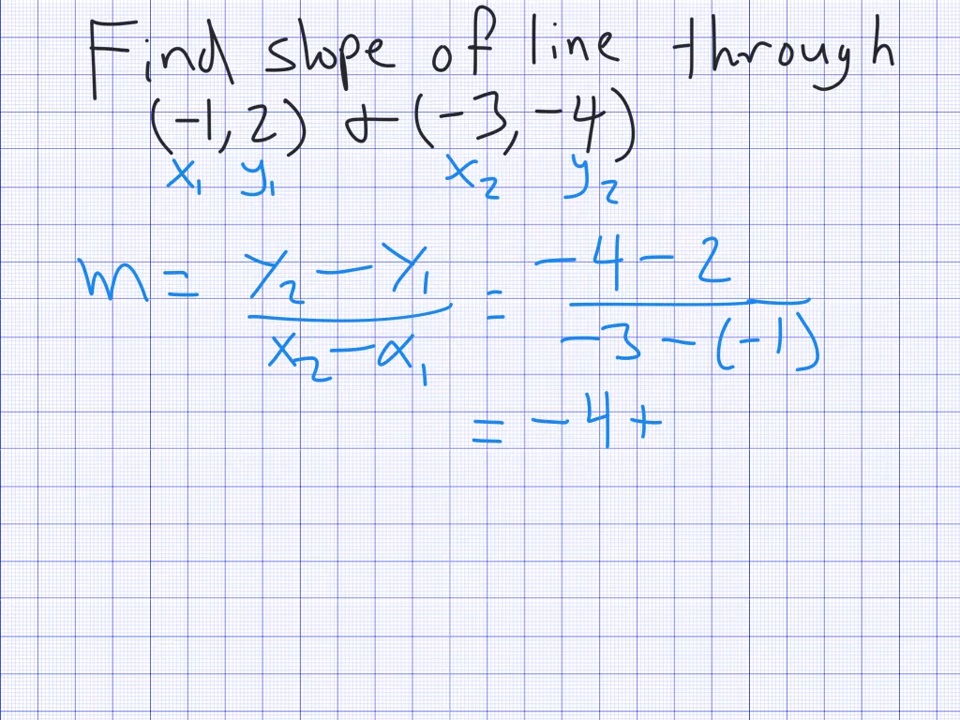 Find slope of line through
(-1, 2) & (-3, -4)
x₁ y₁ x₂ y₂
m = y₂ - y₁ / x₂ - x₁ = -4 - 2 / -3 - (-1)
= -4 +